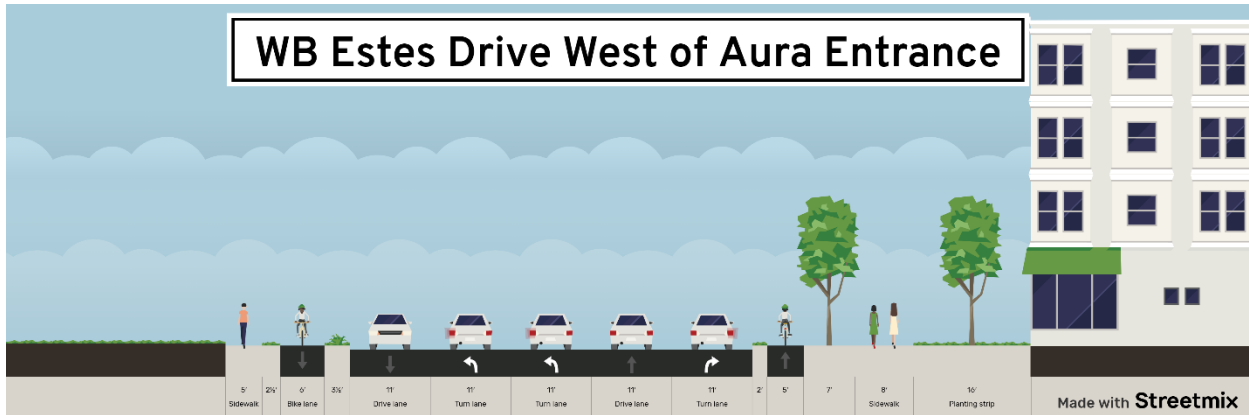 WB Estes Drive West of Aura Entrance
5' 2½' 6' 3½' 11' 11' 11' 11' 11' 2' 5' 7' 8' 16'
Sidewalk Bike lane Drive lane Turn lane Turn lane Drive lane Turn lane Sidewalk Planting strip
Made with Streetmix